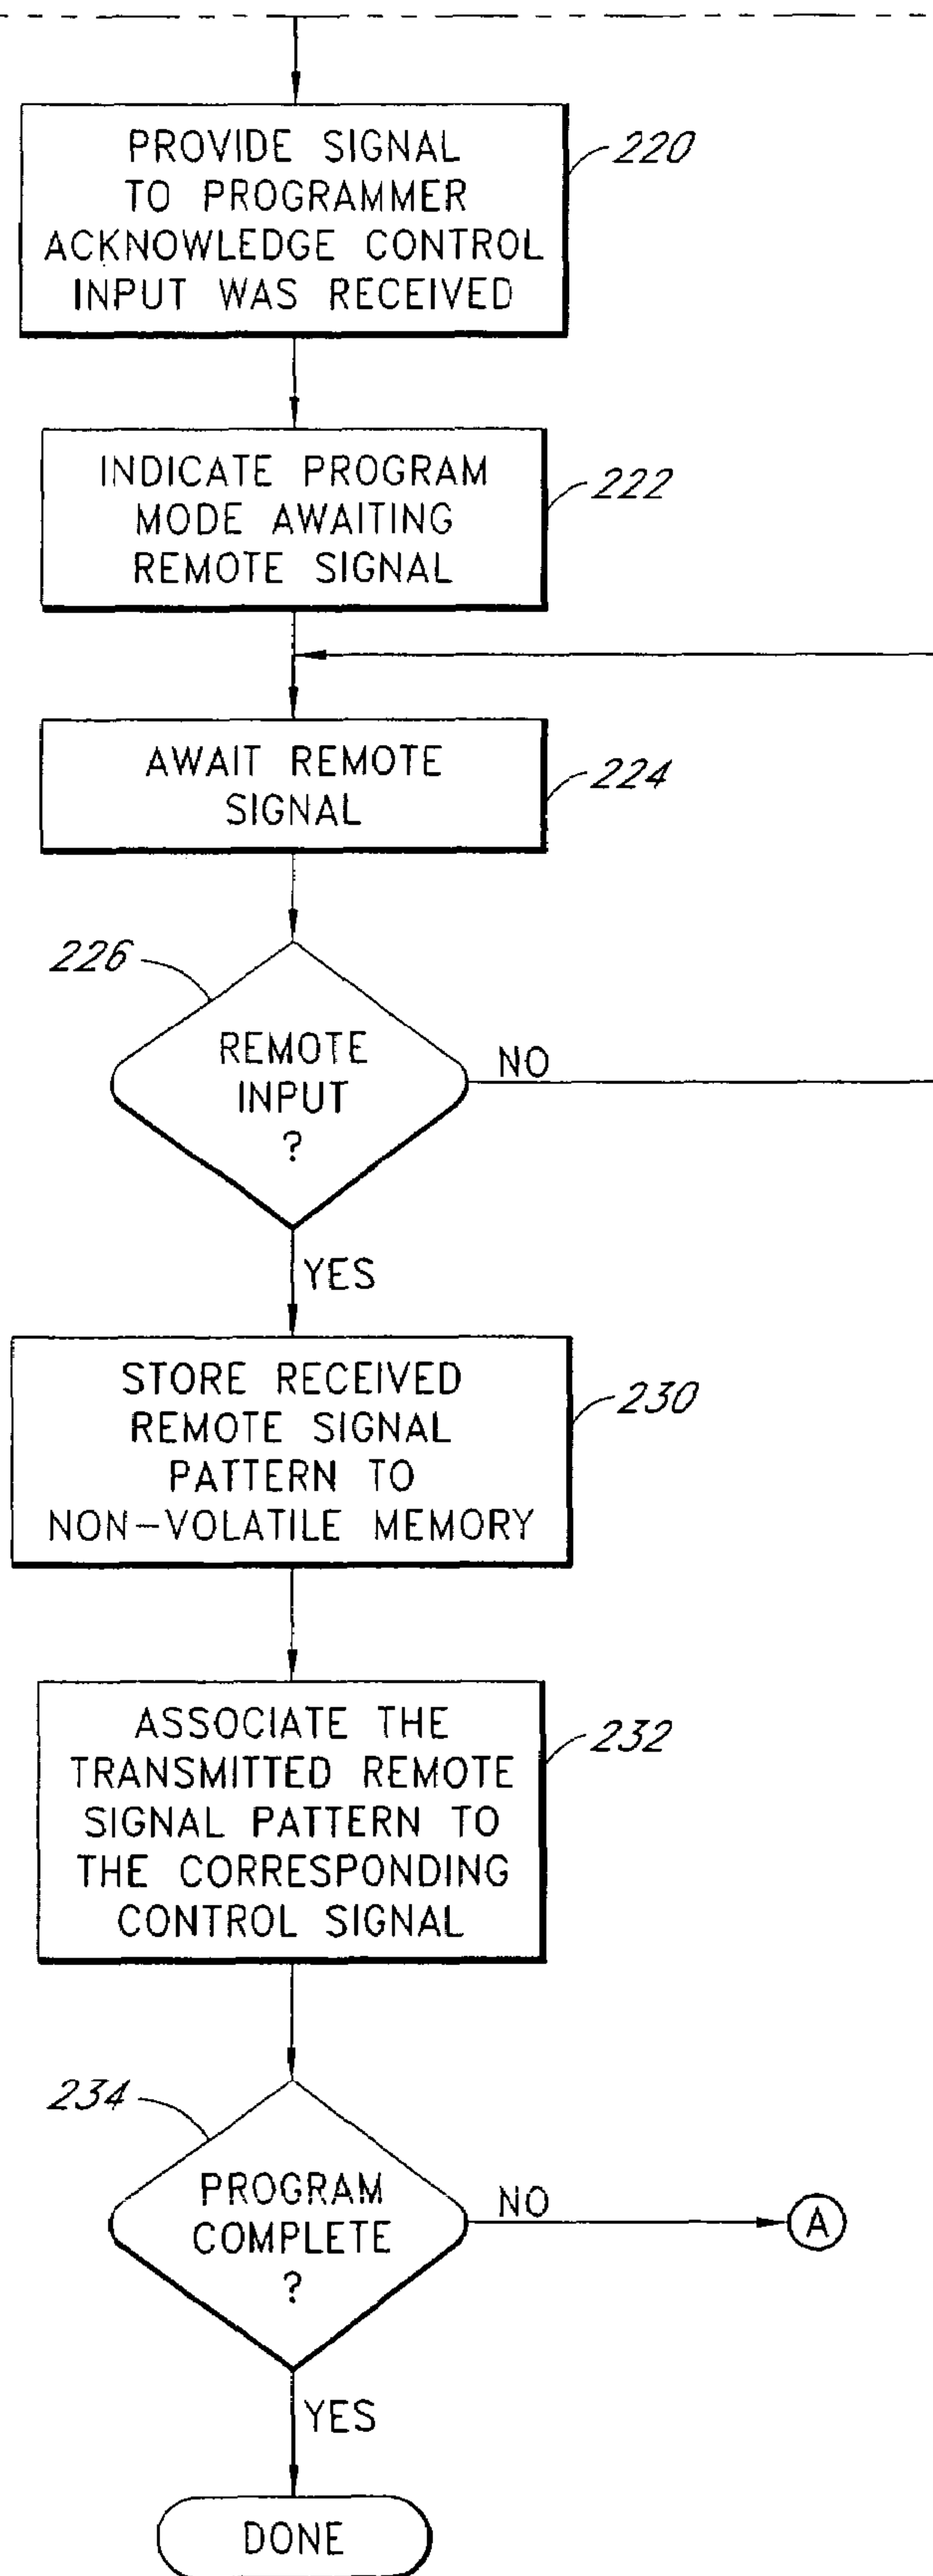 PROVIDE SIGNAL
TO PROGRAMMER
ACKNOWLEDGE CONTROL
INPUT WAS RECEIVED
220
INDICATE PROGRAM
MODE AWAITING
REMOTE SIGNAL
222
AWAIT REMOTE
SIGNAL
224
226
REMOTE
INPUT
?
NO
YES
STORE RECEIVED
REMOTE SIGNAL
PATTERN TO
NON-VOLATILE MEMORY
230
ASSOCIATE THE
TRANSMITTED REMOTE
SIGNAL PATTERN TO
THE CORRESPONDING
CONTROL SIGNAL
232
234
PROGRAM
COMPLETE
?
NO
A
YES
DONE